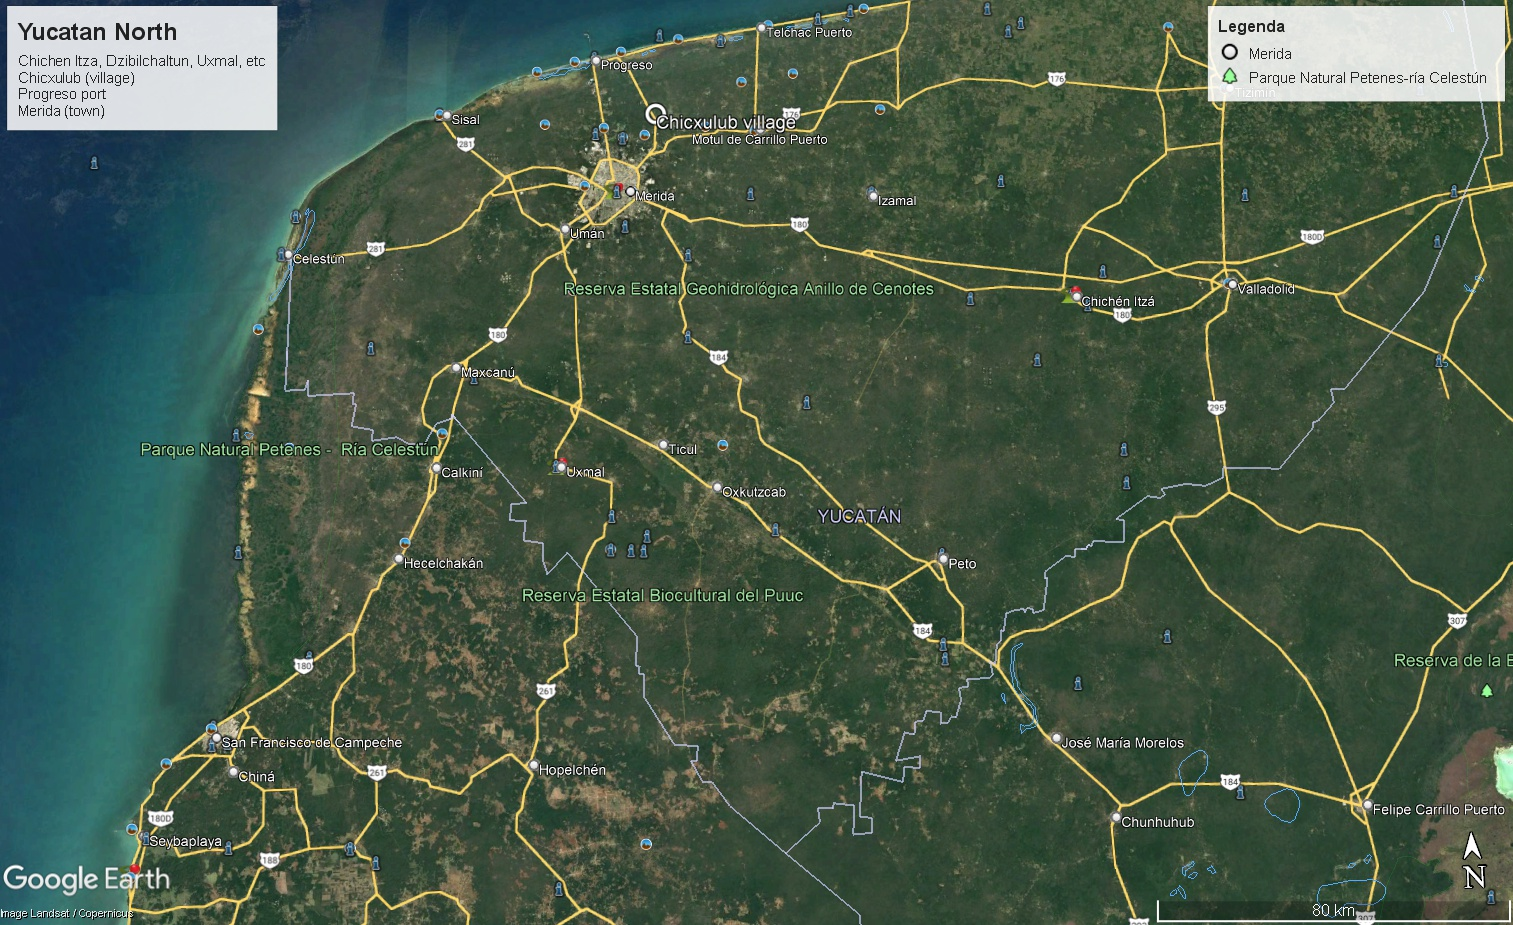 Yucatan North
Chichen Itza, Dzibilchaltun, Uxmal, etc
Chicxulub (village)
Progreso port
Merida (town)
Legenda
Merida
Parque Natural Petenes-ría Celestún
Tizimín
Telchac Puerto
Progreso
176
Sisal
Chicxulub village
176
Motul de Carrillo Puerto
281
Merida
Izamal
Umán
180
180D
281
Celestún
Reserva Estatal Geohidrológica Anillo de Cenotes
Valladolid
Chichén Itzá
180
180
184
Maxcanú
295
Parque Natural Petenes - Ría Celestún
Ticul
Calkiní
Uxmal
Oxkutzcab
YUCATÁN
Hecelchakán
Peto
Reserva Estatal Biocultural del Puuc
307
184
180
Reserva de la B
261
San Francisco de Campeche
José María Morelos
Chiná
261
Hopelchén
184
Felipe Carrillo Puerto
180D
Chunhuhub
Seybaplaya
188
Google Earth
N
Image Landsat / Copernicus
80 km
307